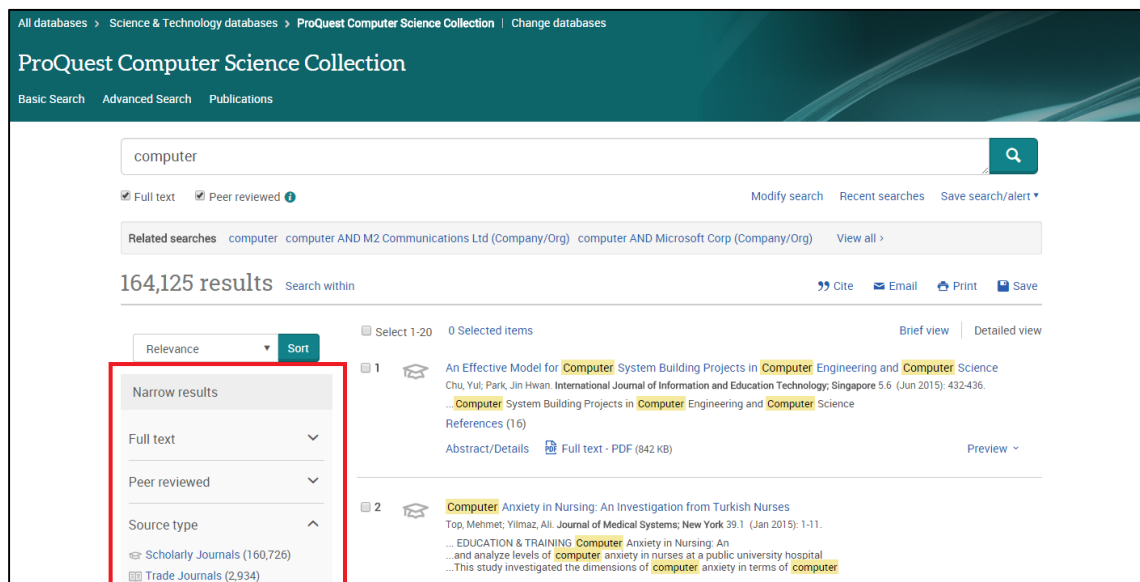 All databases > Science & Technology databases > ProQuest Computer Science Collection | Change databases
ProQuest Computer Science Collection
Basic Search Advanced Search Publications
computer
Full text Peer reviewed
Modify search Recent searches Save search/alert
Related searches computer computer AND M2 Communications Ltd (Company/Org) computer AND Microsoft Corp (Company/Org) View all >
164,125 results Search within
Cite Email Print Save
Relevance Sort
Select 1-20 0 Selected items
Brief view Detailed view
Narrow results
Full text
Peer reviewed
Source type
Scholarly Journals (160,726)
Trade Journals (2,934)
1 An Effective Model for Computer System Building Projects in Computer Engineering and Computer Science
Chu, Yul; Park, Jin Hwan. International Journal of Information and Education Technology; Singapore 5.6 (Jun 2015): 432-436.
...Computer System Building Projects in Computer Engineering and Computer Science
References (16)
Abstract/Details PDF Full text - PDF (842 KB) Preview
2 Computer Anxiety in Nursing: An Investigation from Turkish Nurses
Top, Mehmet; Yilmaz, Ali. Journal of Medical Systems; New York 39.1 (Jan 2015): 1-11.
... EDUCATION & TRAINING Computer Anxiety in Nursing: An
...and analyze levels of computer anxiety in nurses at a public university hospital
...This study investigated the dimensions of computer anxiety in terms of computer